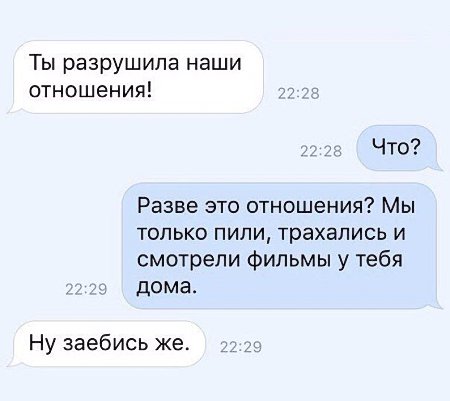 Ты разрушила наши
отношения!
22:28
22:28
Что?
Разве это отношения? Мы
только пили, трахались и
смотрели фильмы у тебя
дома.
22:29
Ну заебись же.
22:29